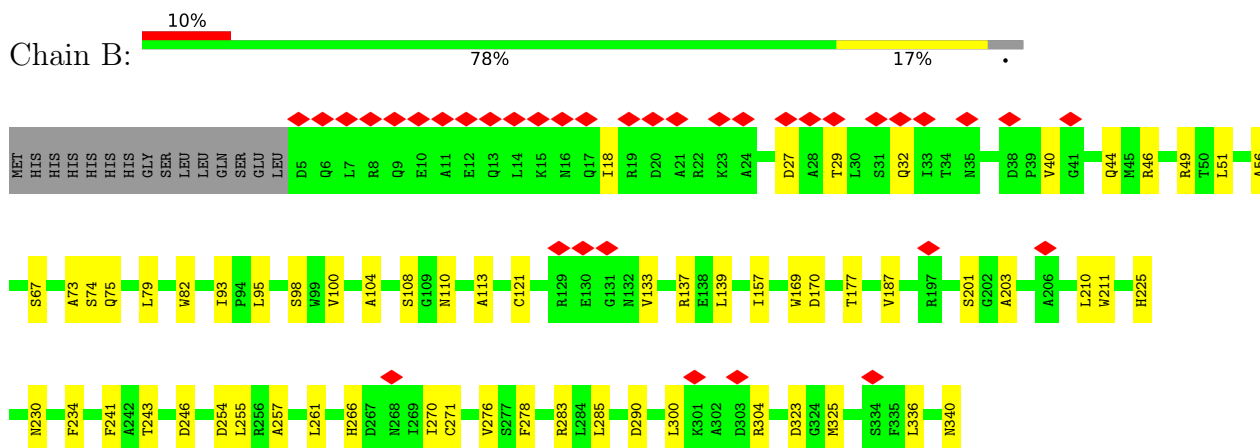 10%
Chain B:
78% 17% •
MET HIS HIS HIS HIS HIS HIS GLY SER LEU LEU GLN SER GLU LEU D5 Q6 L7 R8 Q9 E10 A11 E12 Q13 L14 K15 N16 Q17 I18 R19 D20 A21 R22 K23 A24 D27 A28 T29 L30 S31 Q32 I33 T34 N35 D38 P39 V40 G41 Q44 M45 R46 R49 T50 L51 A56
S67 A73 S74 Q75 L79 W82 I93 P94 L95 S98 W99 V100 A104 S108 G109 N110 A113 C121 R129 E130 G131 N132 V133 R137 E138 L139 I157 W169 D170 T177 V187 R197 S201 G202 A203 A206 L210 W211 H225
N230 F234 F241 A242 T243 D246 D254 L255 R256 A257 L261 H266 D267 N268 I269 I270 C271 V276 S277 F278 R283 L284 L285 D290 L300 K301 A302 D303 R304 D323 G324 M325 S334 F335 L336 N340